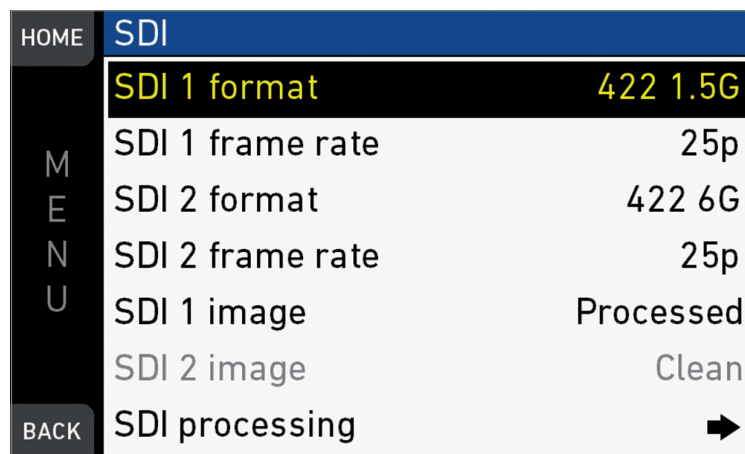 HOME SDI
SDI 1 format 422 1.5G
SDI 1 frame rate 25p
SDI 2 format 422 6G
SDI 2 frame rate 25p
SDI 1 image Processed
SDI 2 image Clean
BACK SDI processing
MENU